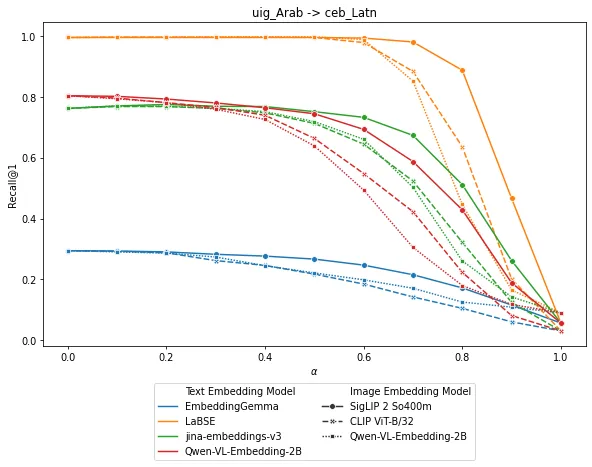 uig_Arab -> ceb_Latn
1.0
0.8
0.6
0.4
0.2
0.0
Recall@1
0.0 0.2 0.4 0.6 0.8 1.0
α
Text Embedding Model
EmbeddingGemma
LaBSE
jina-embeddings-v3
Qwen-VL-Embedding-2B
Image Embedding Model
SigLIP 2 So400m
CLIP ViT-B/32
Qwen-VL-Embedding-2B